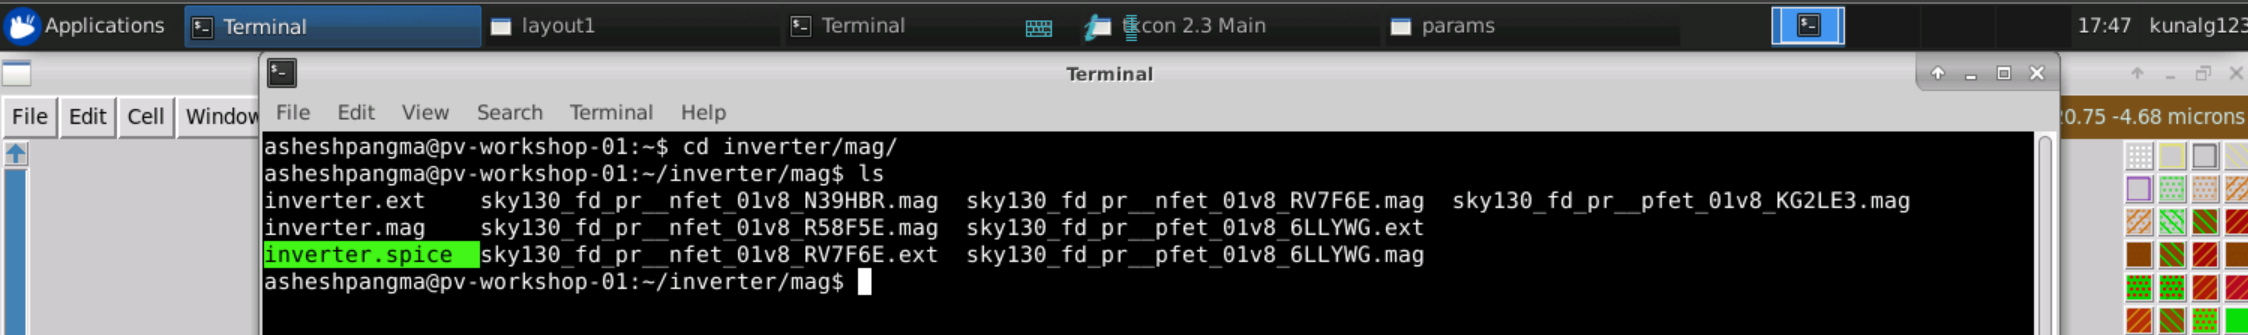 Applications Terminal layout1 Terminal tkcon 2.3 Main params 17:47 kunalg123
Terminal
File Edit Cell Window
File Edit View Search Terminal Help
0.75 -4.68 microns
asheshpangma@pv-workshop-01:~$ cd inverter/mag/
asheshpangma@pv-workshop-01:~/inverter/mag$ ls
inverter.ext sky130_fd_pr__nfet_01v8_N39HBR.mag sky130_fd_pr__nfet_01v8_RV7F6E.mag sky130_fd_pr__pfet_01v8_KG2LE3.mag
inverter.mag sky130_fd_pr__nfet_01v8_R58F5E.mag sky130_fd_pr__pfet_01v8_6LLYWG.ext
inverter.spice sky130_fd_pr__nfet_01v8_RV7F6E.ext sky130_fd_pr__pfet_01v8_6LLYWG.mag
asheshpangma@pv-workshop-01:~/inverter/mag$